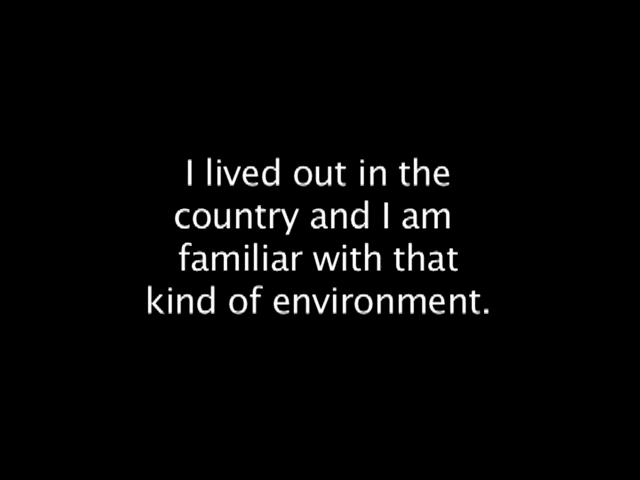 I lived out in the
country and I am
familiar with that
kind of environment.